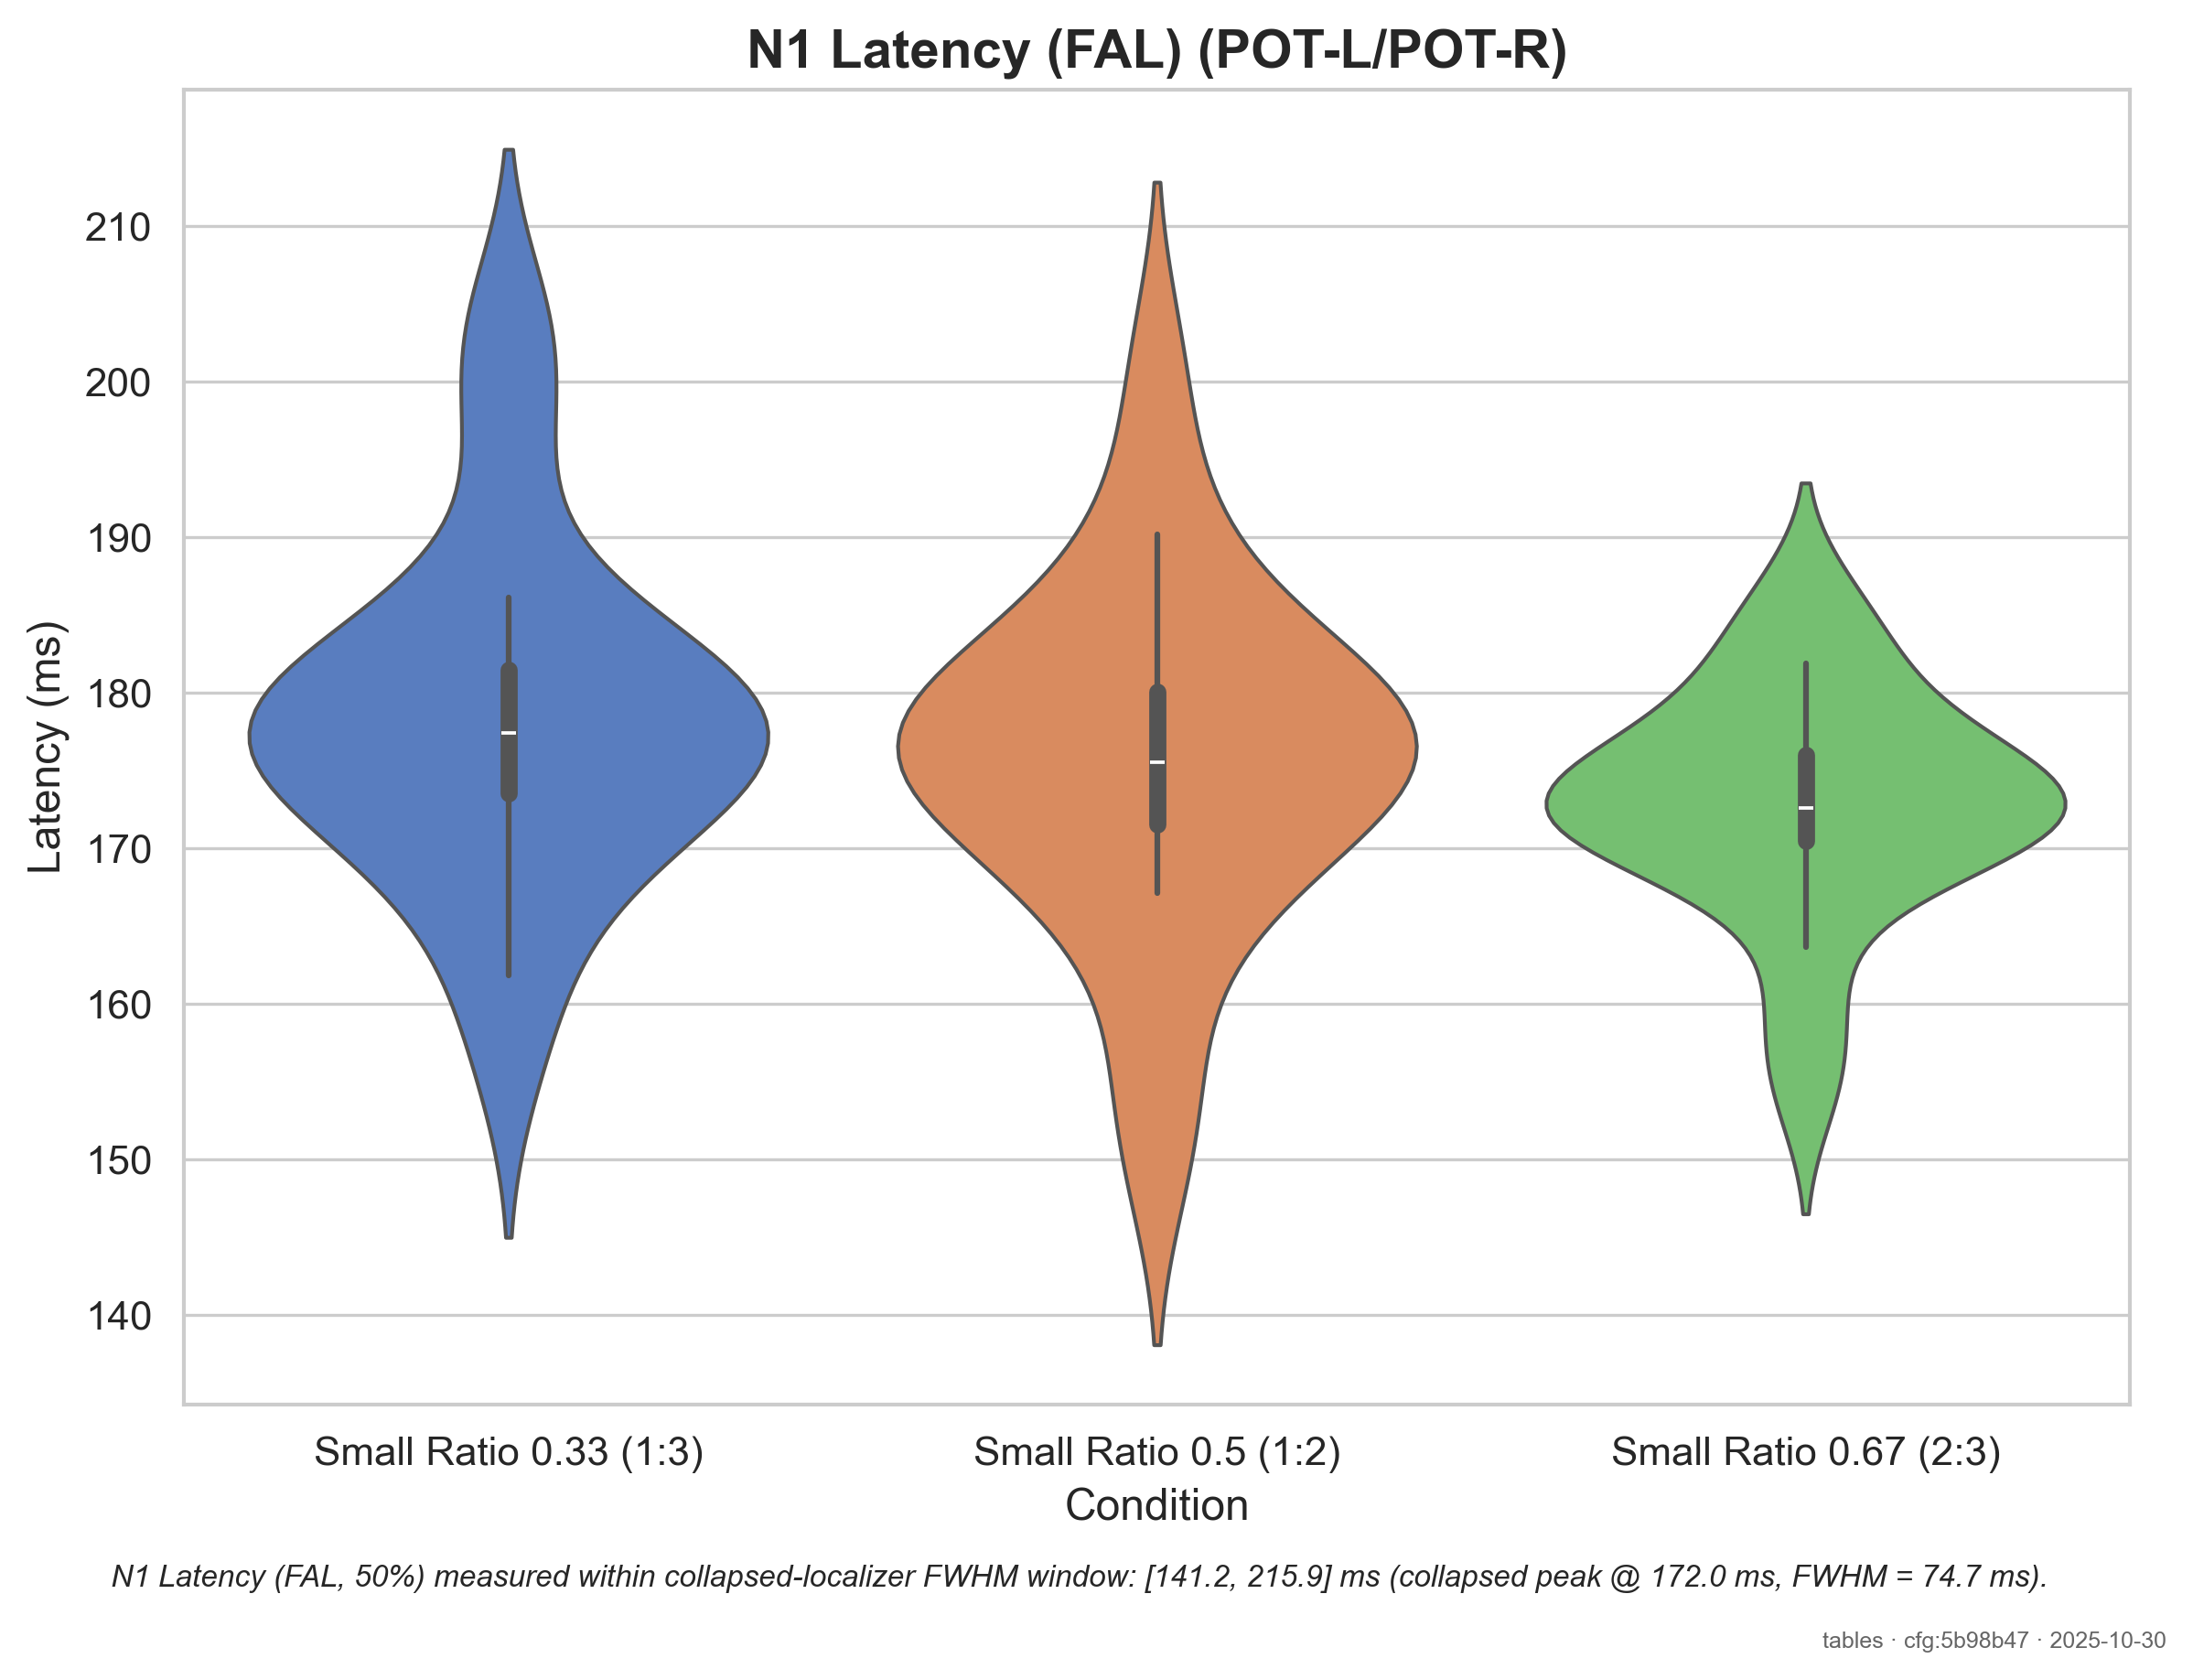 N1 Latency (FAL) (POT-L/POT-R)
Latency (ms)
210
200
190
180
170
160
150
140
Small Ratio 0.33 (1:3)
Small Ratio 0.5 (1:2)
Small Ratio 0.67 (2:3)
Condition
N1 Latency (FAL, 50%) measured within collapsed-localizer FWHM window: [141.2, 215.9] ms (collapsed peak @ 172.0 ms, FWHM = 74.7 ms).
tables · cfg:5b98b47 · 2025-10-30